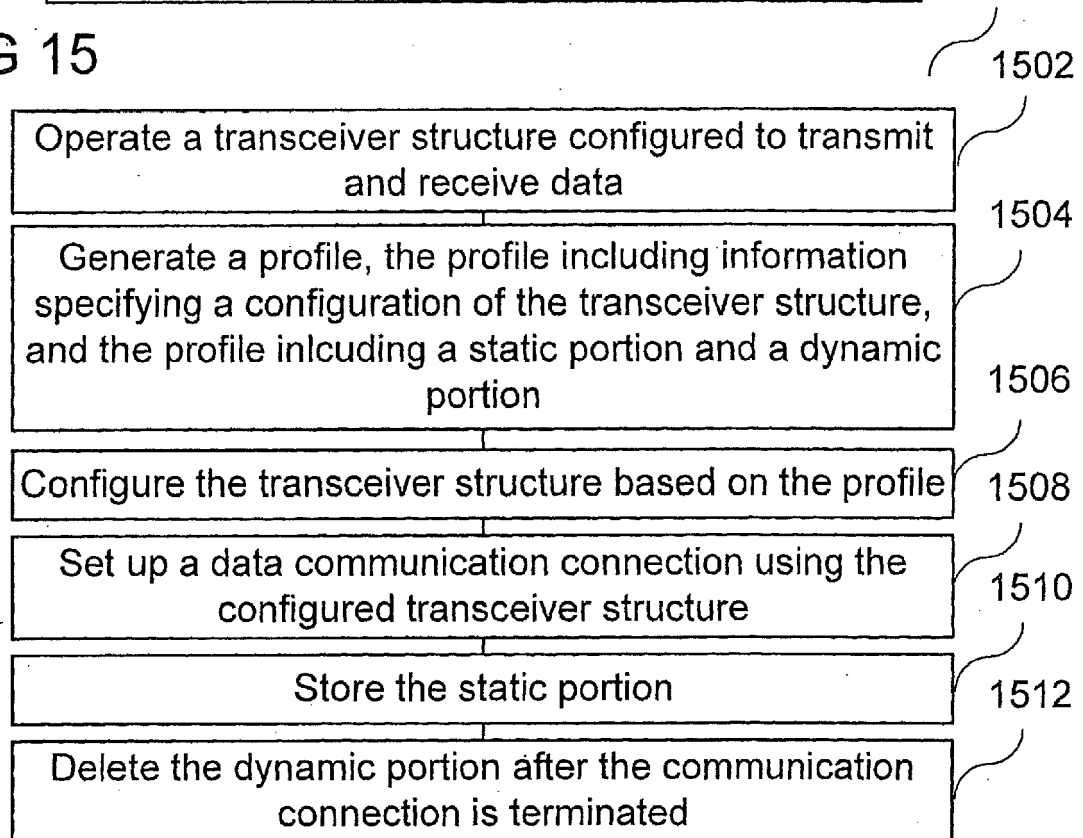 G 15
1502
Operate a transceiver structure configured to transmit
and receive data
1504
Generate a profile, the profile including information
specifying a configuration of the transceiver structure,
and the profile inlcuding a static portion and a dynamic
portion
1506
Configure the transceiver structure based on the profile
1508
Set up a data communication connection using the
configured transceiver structure
1510
Store the static portion
1512
Delete the dynamic portion after the communication
connection is terminated